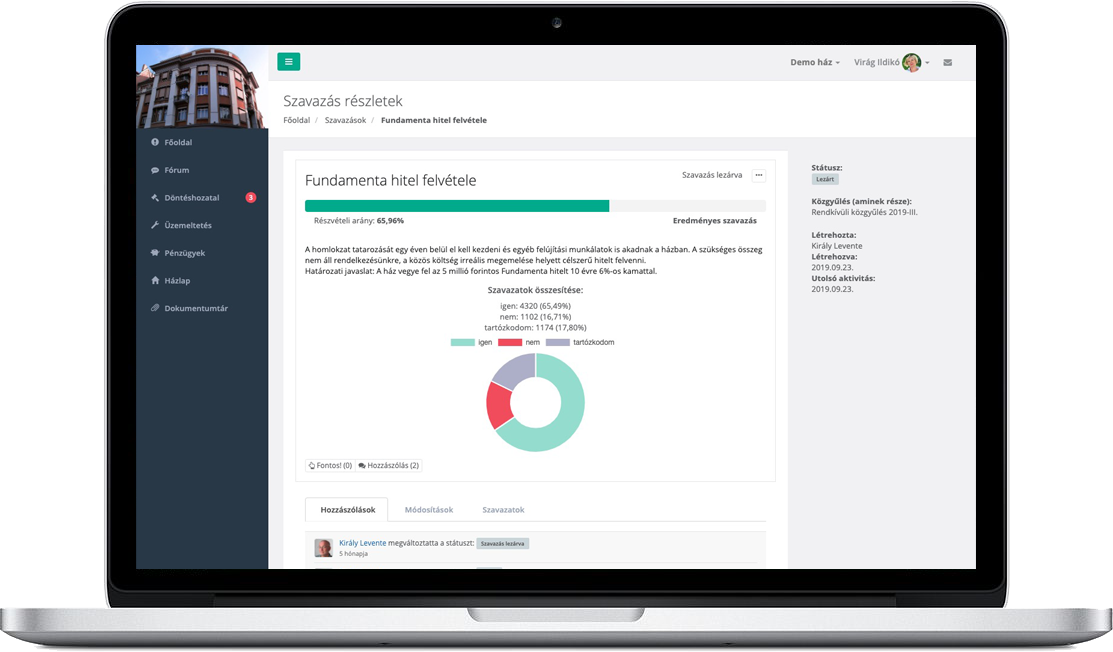 Demo ház
Virág Ildikó
Szavazás részletek
Főoldal / Szavazások / Fundamenta hitel felvétele
Főoldal
Fórum
Döntéshozatal 3
Üzemeltetés
Pénzügyek
Házlap
Dokumentumtár
Fundamenta hitel felvétele
Szavazás lezárva
Részvételi arány: 65,96%
Eredményes szavazás
A homlokzat tatarozását egy éven belül el kell kezdeni és egyéb felújítási munkálatok is akadnak a házban. A szükséges összeg
nem áll rendelkezésünkre, a közös költség irreális megemelése helyett célszerű hitelt felvenni.
Határozati javaslat: A ház vegye fel az 5 millió forintos Fundamenta hitelt 10 évre 6%-os kamattal.
Szavazatok összesítése:
igen: 4320 (65,49%)
nem: 1102 (16,71%)
tartózkodom: 1174 (17,80%)
igen nem tartózkodom
Fontos! (0) Hozzászólás (2)
Hozzászólások Módosítások Szavazatok
Király Levente megváltoztatta a státuszt: Szavazás lezárva
5 hónapja
Státusz:
Lezárt
Közgyűlés (aminek része):
Rendkívüli közgyűlés 2019-III.
Létrehozta:
Király Levente
Létrehozva:
2019.09.23.
Utolsó aktivitás:
2019.09.23.